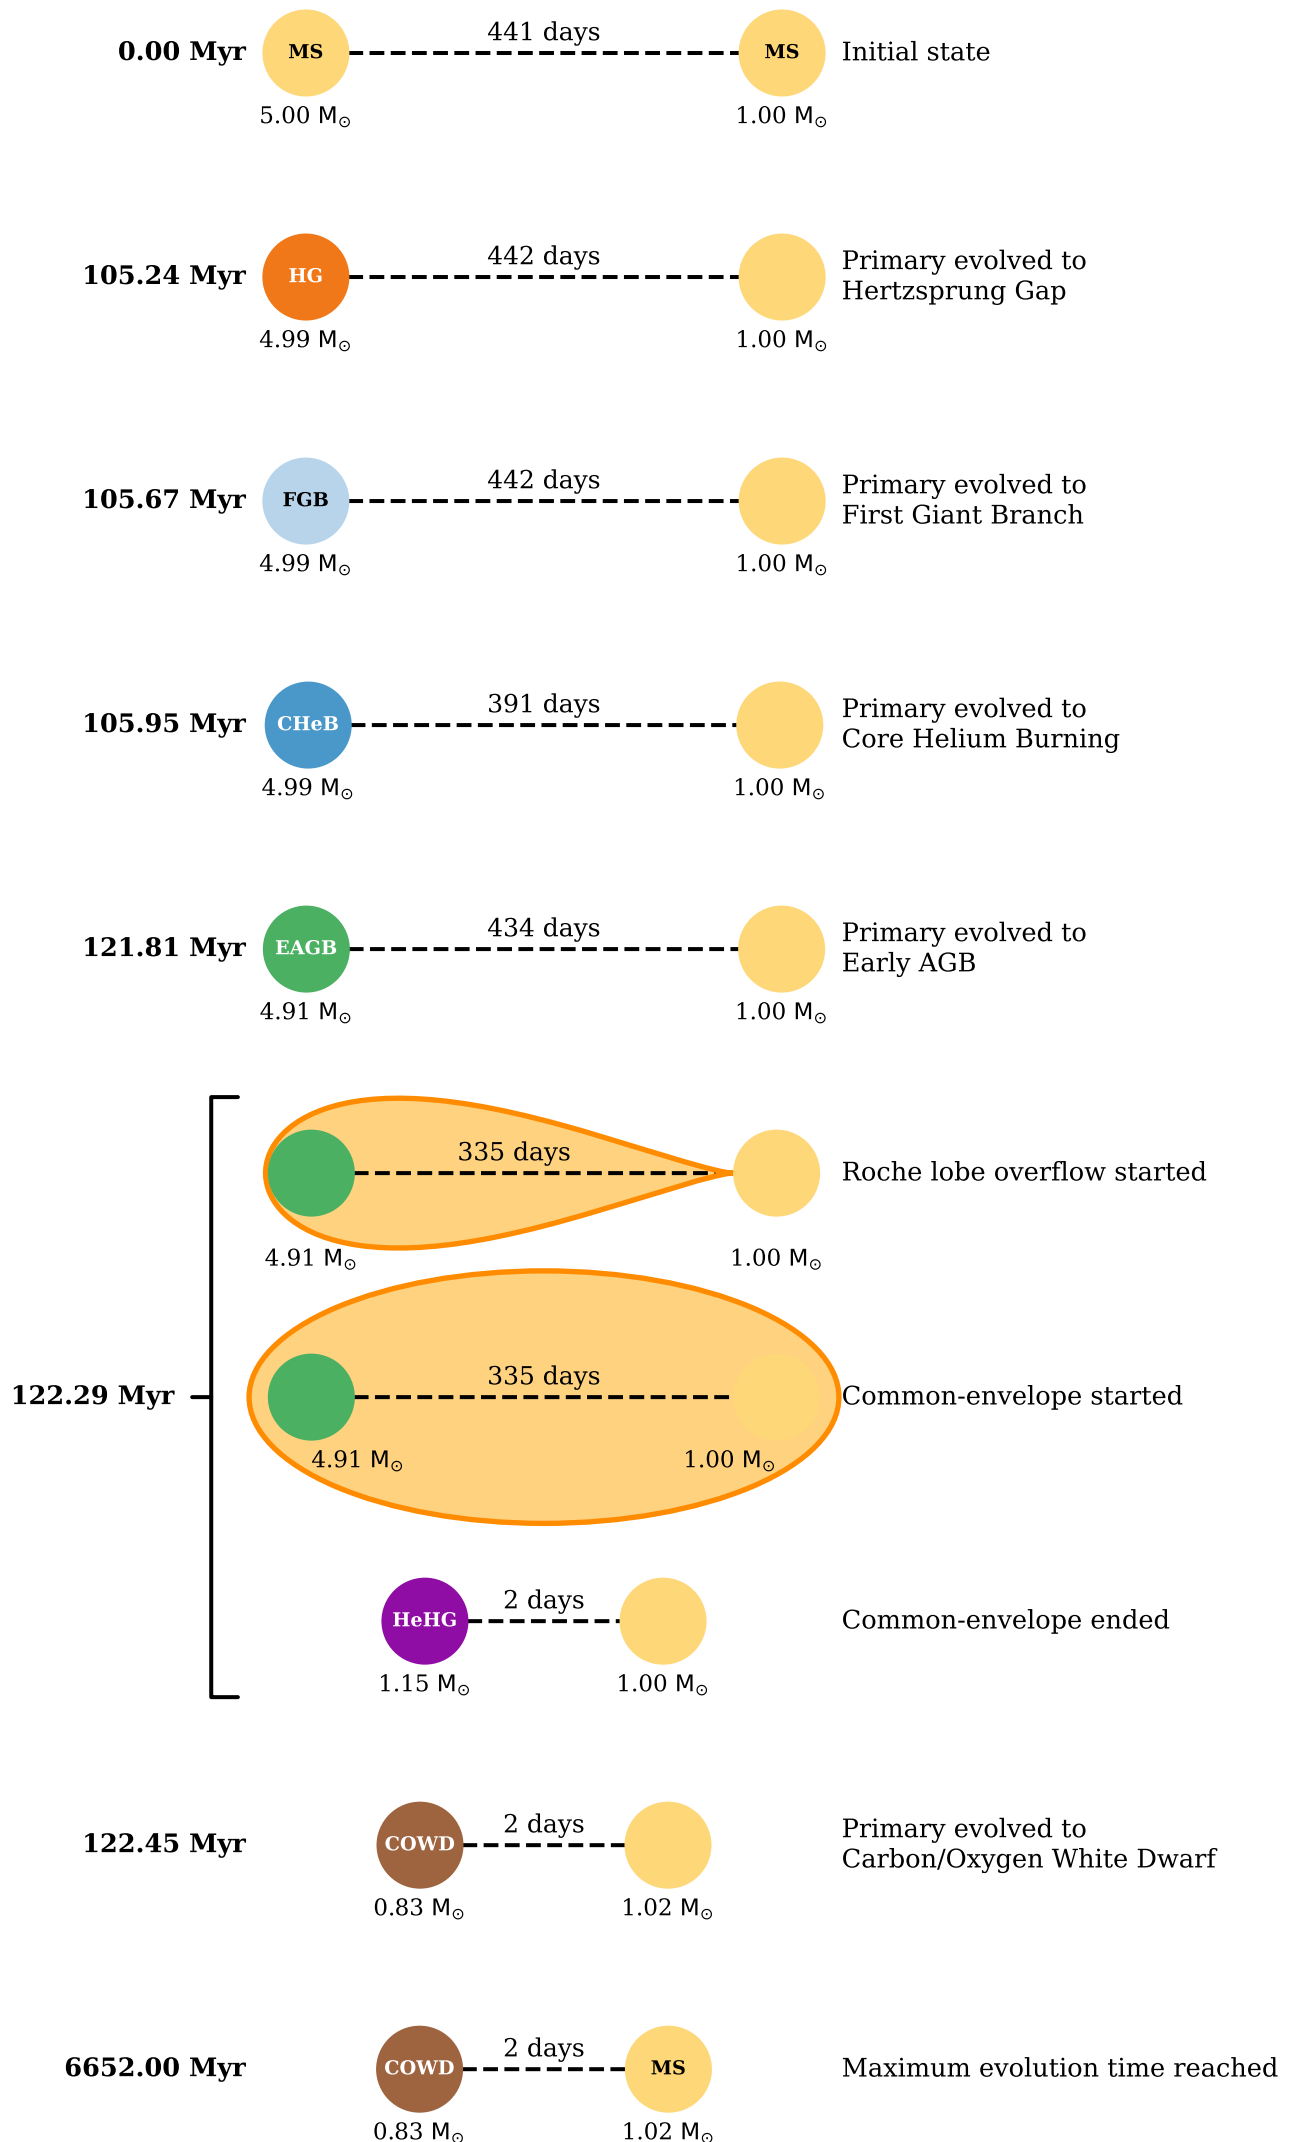 441 days
0.00 Myr MS MS Initial state
5.00 M☉ 1.00 M☉
442 days
105.24 Myr HG Primary evolved to
Hertzsprung Gap
4.99 M☉ 1.00 M☉
442 days
105.67 Myr FGB Primary evolved to
First Giant Branch
4.99 M☉ 1.00 M☉
391 days
105.95 Myr CHeB Primary evolved to
Core Helium Burning
4.99 M☉ 1.00 M☉
434 days
121.81 Myr EAGB Primary evolved to
Early AGB
4.91 M☉ 1.00 M☉
335 days
Roche lobe overflow started
4.91 M☉ 1.00 M☉
335 days
122.29 Myr Common-envelope started
4.91 M☉ 1.00 M☉
2 days
HeHG Common-envelope ended
1.15 M☉ 1.00 M☉
2 days
122.45 Myr COWD Primary evolved to
Carbon/Oxygen White Dwarf
0.83 M☉ 1.02 M☉
2 days
6652.00 Myr COWD MS Maximum evolution time reached
0.83 M☉ 1.02 M☉